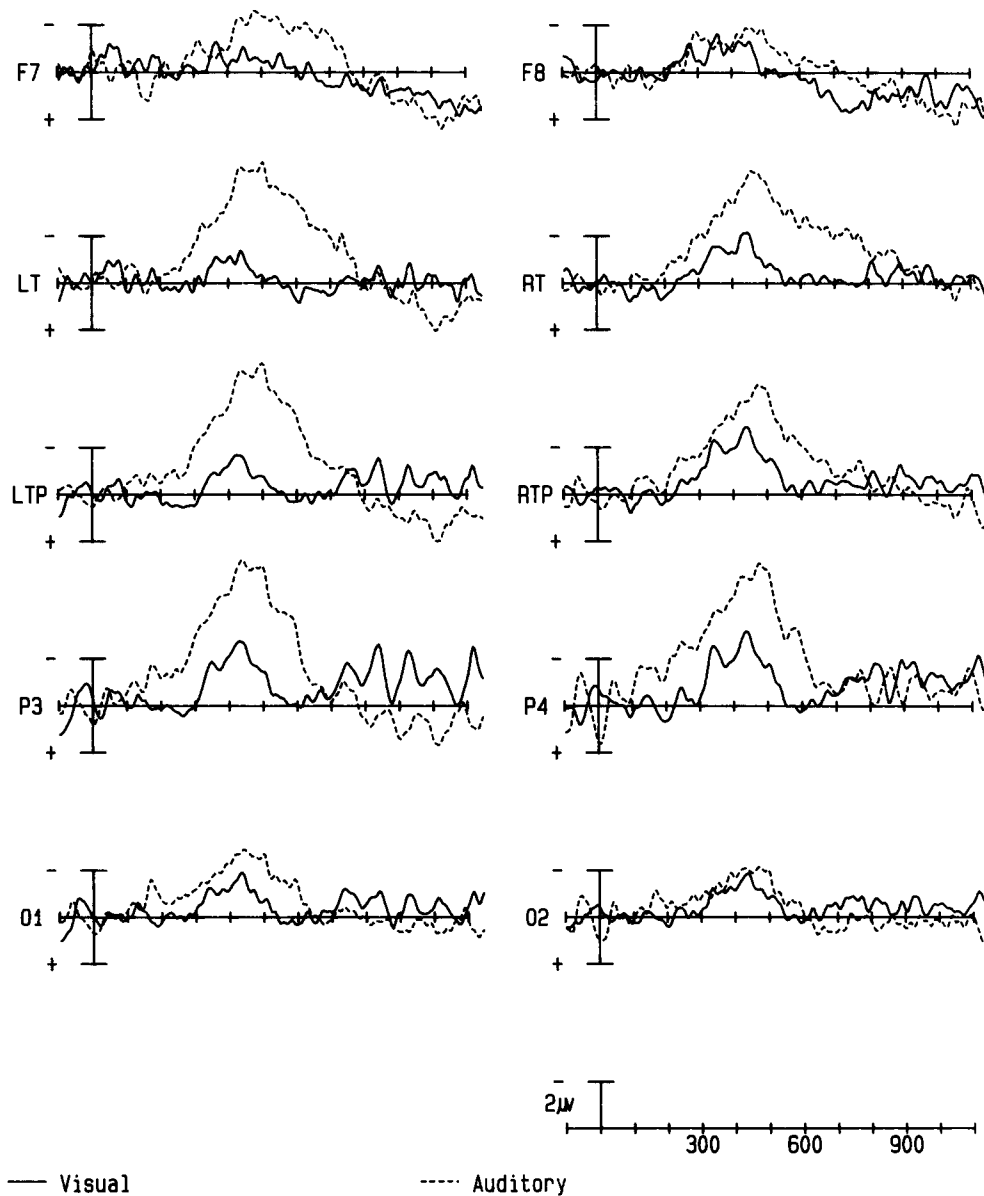 − −
F7 F8
+ +
− −
LT RT
+ +
− −
LTP RTP
+ +
− −
P3 P4
+ +
− −
O1 O2
+ +
−
2μv
300 600 900
Visual Auditory